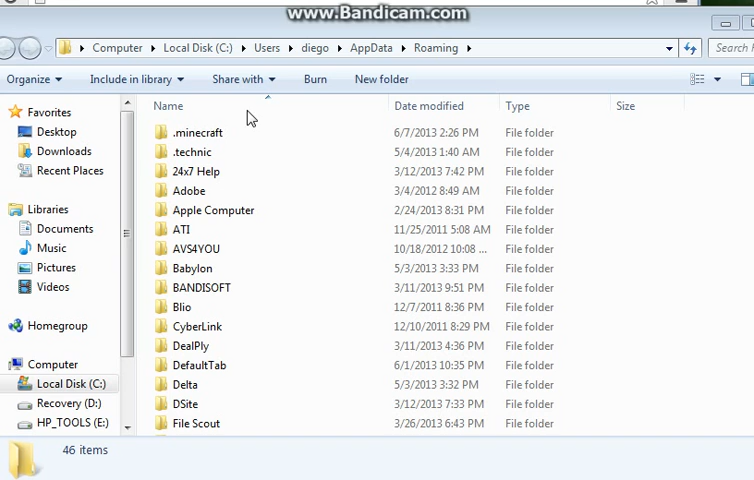 www.Bandicam.com
Computer Local Disk (C:) Users diego AppData Roaming Search
Organize Include in library Share with Burn New folder
Name Date modified Type Size
Favorites
Desktop
Downloads
Recent Places
Libraries
Documents
Music
Pictures
Videos
Homegroup
Computer
Local Disk (C:)
Recovery (D:)
HP_TOOLS (E:)
.minecraft 6/7/2013 2:26 PM File folder
.technic 5/4/2013 1:40 AM File folder
24x7 Help 3/12/2013 7:42 PM File folder
Adobe 3/4/2012 8:49 AM File folder
Apple Computer 2/24/2013 8:31 PM File folder
ATI 11/25/2011 5:08 AM File folder
AVS4YOU 10/18/2012 10:08 ... File folder
Babylon 5/3/2013 3:33 PM File folder
BANDISOFT 3/11/2013 9:51 PM File folder
Blio 12/7/2011 8:36 PM File folder
CyberLink 12/10/2011 8:29 PM File folder
DealPly 3/11/2013 4:36 PM File folder
DefaultTab 6/1/2013 10:35 PM File folder
Delta 5/3/2013 3:32 PM File folder
DSite 3/12/2013 7:33 PM File folder
File Scout 3/26/2013 6:43 PM File folder
46 items